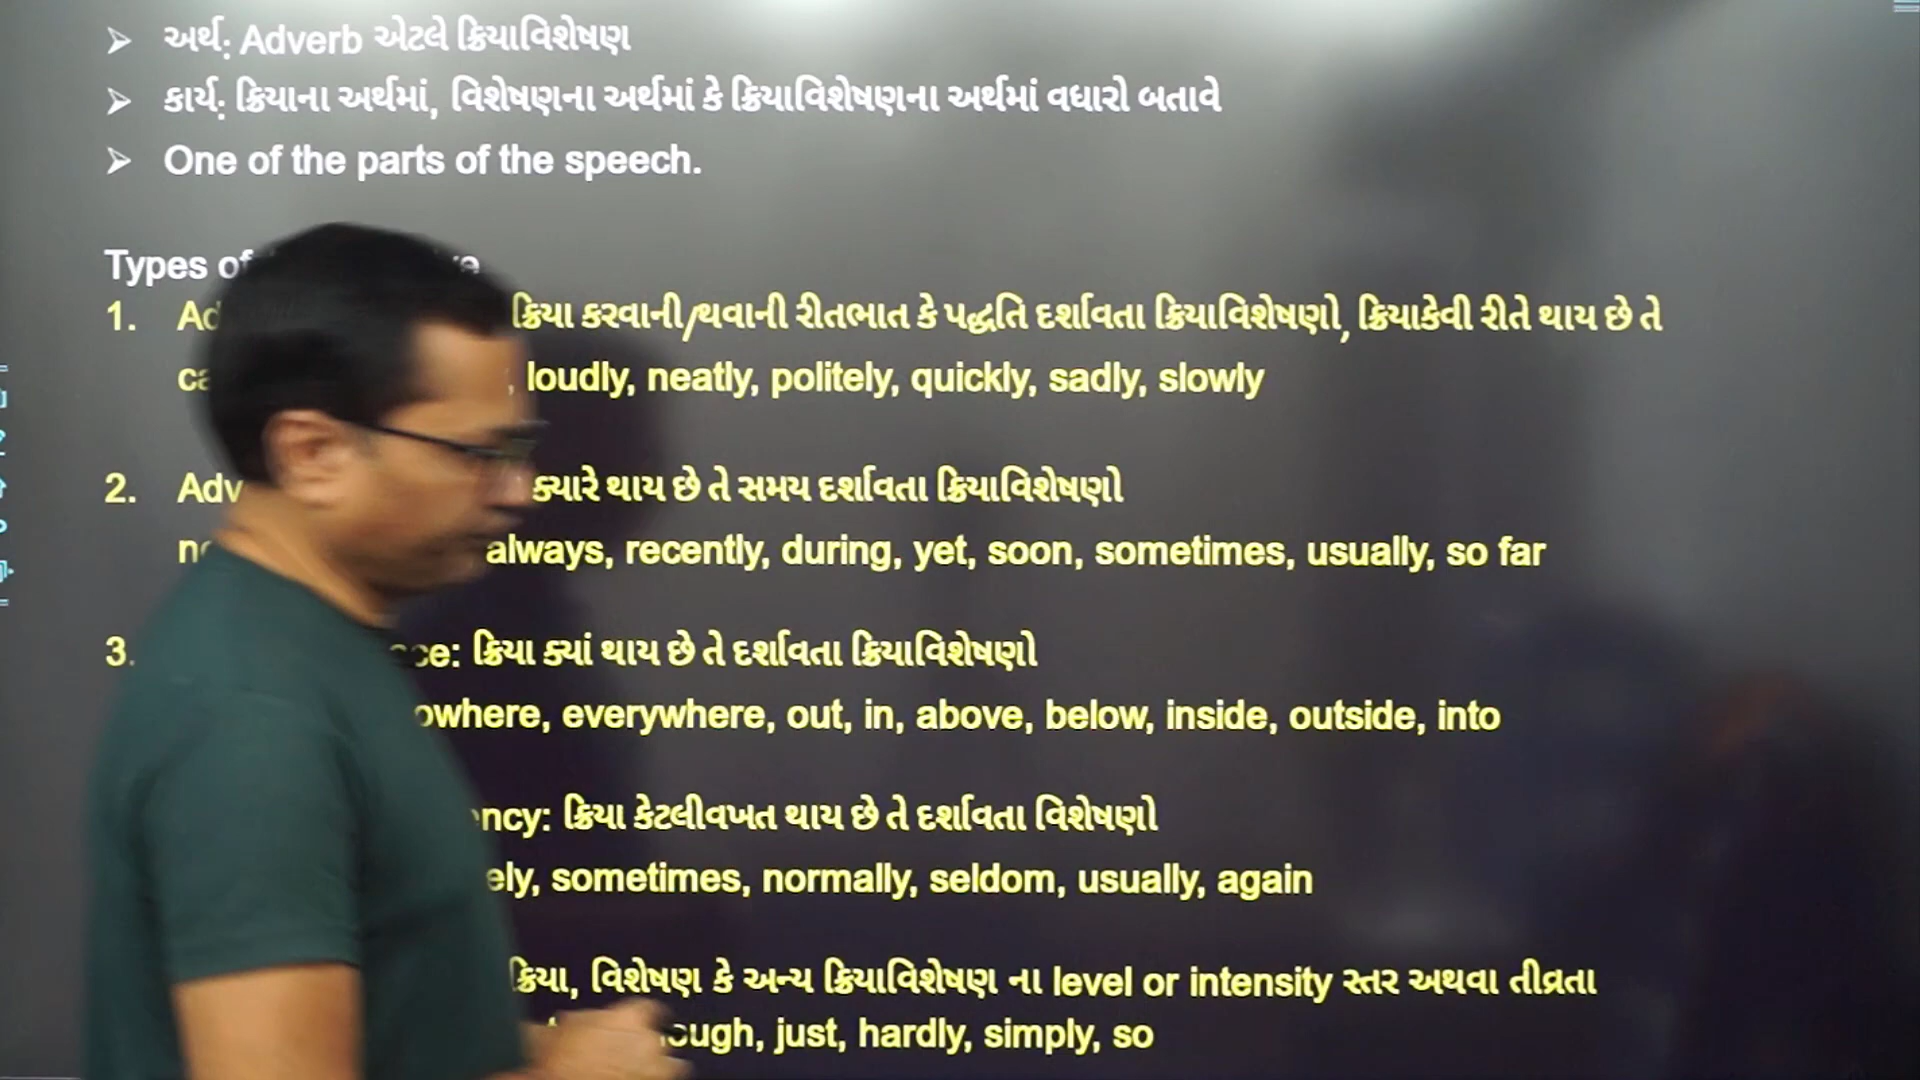 ➢ અર્થ: Adverb એટલે ક્રિયાવિશેષણ
➢ કાર્ય: ક્રિયાના અર્થમાં, વિશેષણના અર્થમાં કે ક્રિયાવિશેષણના અર્થમાં વધારો બતાવે
➢ One of the parts of the speech.
Types of
1. ક્રિયા કરવાની/થવાની રીતભાત કે પદ્ધતિ દર્શાવતા ક્રિયાવિશેષણો, ક્રિયાકેવી રીતે થાય છે તે
, loudly, neatly, politely, quickly, sadly, slowly
2. ક્યારે થાય છે તે સમય દર્શાવતા ક્રિયાવિશેષણો
always, recently, during, yet, soon, sometimes, usually, so far
3. ક્રિયા ક્યાં થાય છે તે દર્શાવતા ક્રિયાવિશેષણો
everywhere, out, in, above, below, inside, outside, into
ક્રિયા કેટલીવખત થાય છે તે દર્શાવતા વિશેષણો
sometimes, normally, seldom, usually, again
ક્રિયા, વિશેષણ કે અન્ય ક્રિયાવિશેષણ ના level or intensity સ્તર અથવા તીવ્રતા
just, hardly, simply, so